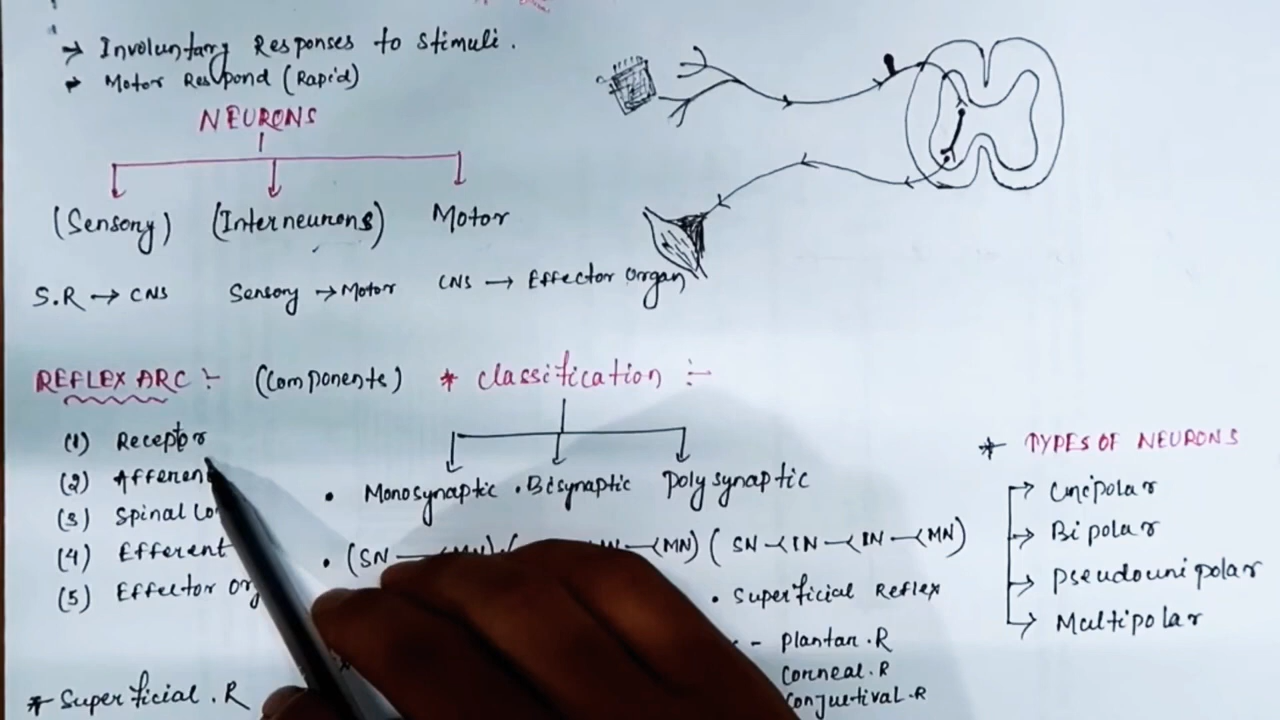 → Involuntary Responses to stimuli.
→ Motor Respond (Rapid)
NEURONS
(Sensory) (Interneurons) Motor
S.R → CNS Sensory → Motor CNS → Effector Organ
REFLEX ARC :- (Components)
(1) Receptor
(2) Afferent
(3) Spinal
(4) Efferent
(5) Effector
* Superficial .R
* Classification :-
• Monosynaptic • Bisynaptic Polysynaptic
• (SN —< MN) —< MN) ( SN —< IN —< IN —< MN)
• Superficial Reflex
- Plantar .R
Corneal .R
Conjuctival .R
* TYPES OF NEURONS
→ Unipolar
→ Bipolar
→ Pseudounipolar
→ Multipolar